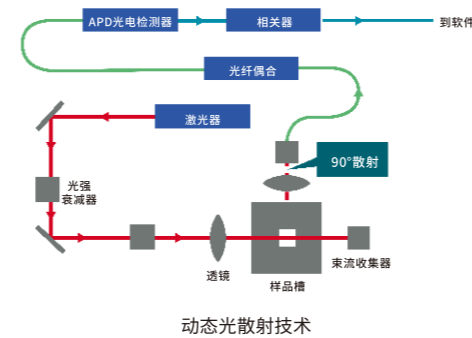 APD光电检测器
相关器
到软件
光纤偶合
激光器
90°散射
光强
衰减器
透镜
样品槽
束流收集器
动态光散射技术